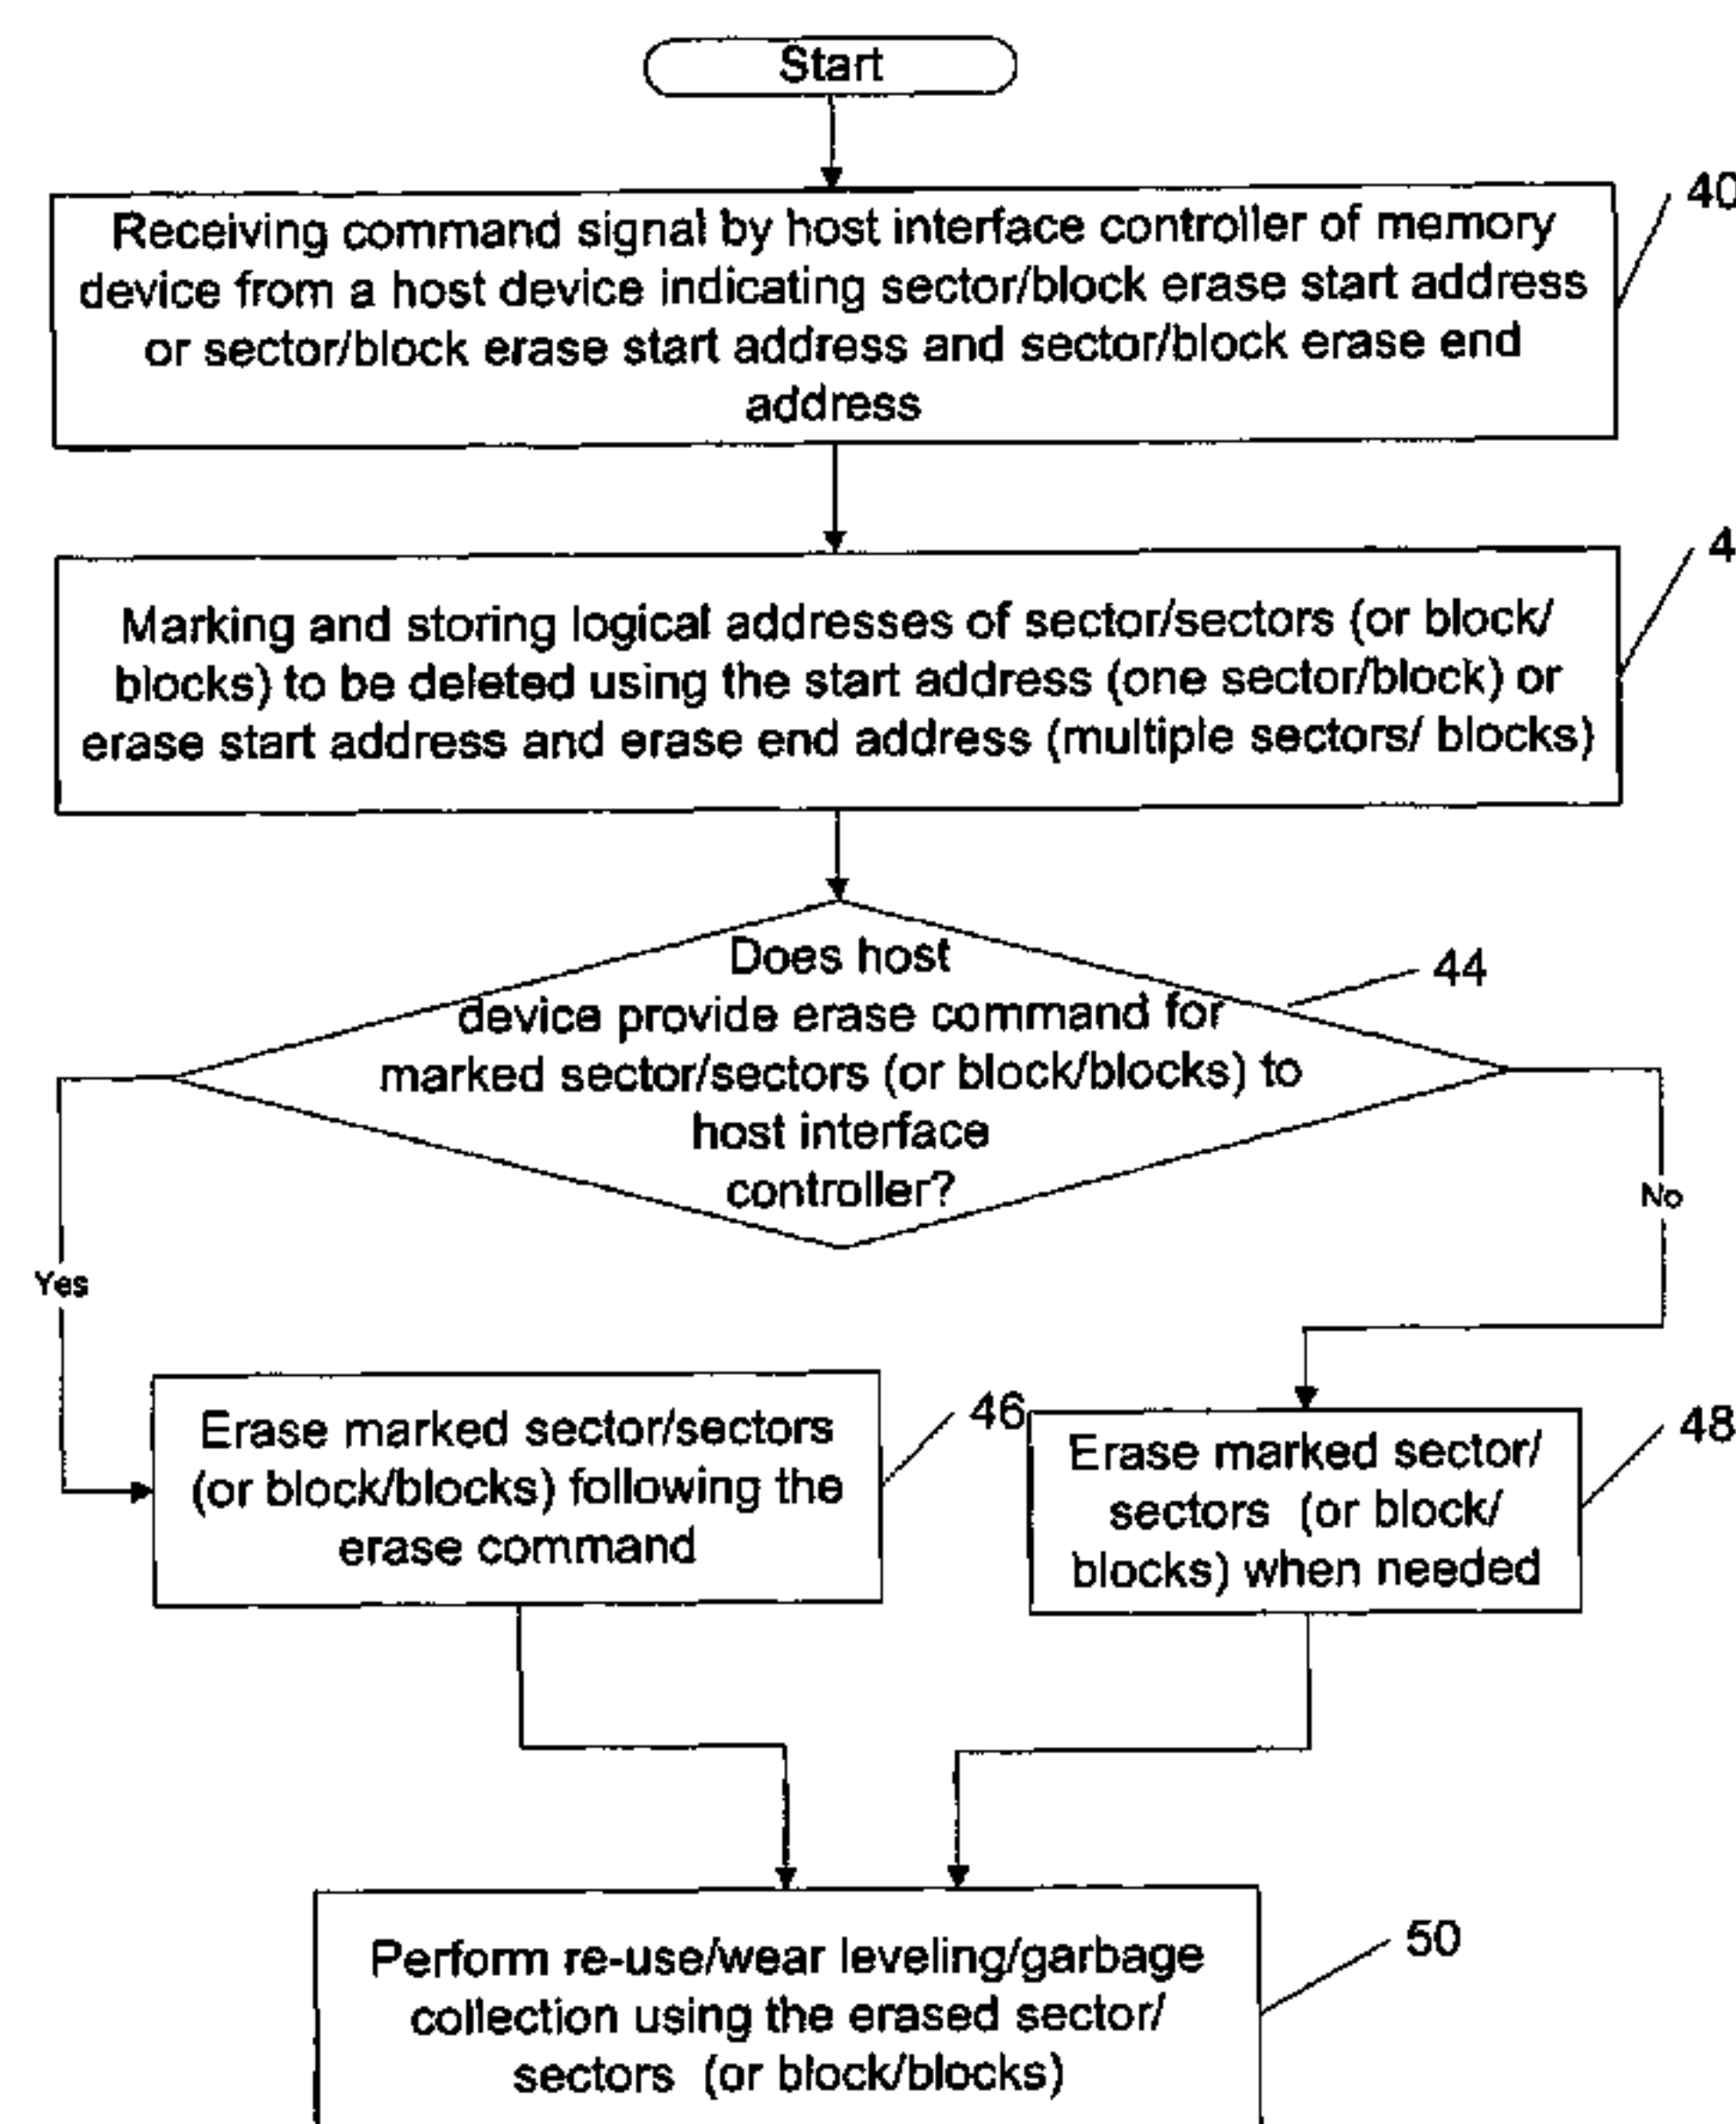 Start
40
Receiving command signal by host interface controller of memory
device from a host device indicating sector/block erase start address
or sector/block erase start address and sector/block erase end
address
4
Marking and storing logical addresses of sector/sectors (or block/
blocks) to be deleted using the start address (one sector/block) or
erase start address and erase end address (multiple sectors/ blocks)
Does host
device provide erase command for
marked sector/sectors (or block/blocks) to
host interface
controller?
44
No
Yes
Erase marked sector/sectors
(or block/blocks) following the
erase command
46
Erase marked sector/
sectors (or block/
blocks) when needed
48
Perform re-use/wear leveling/garbage
collection using the erased sector/
sectors (or block/blocks)
50